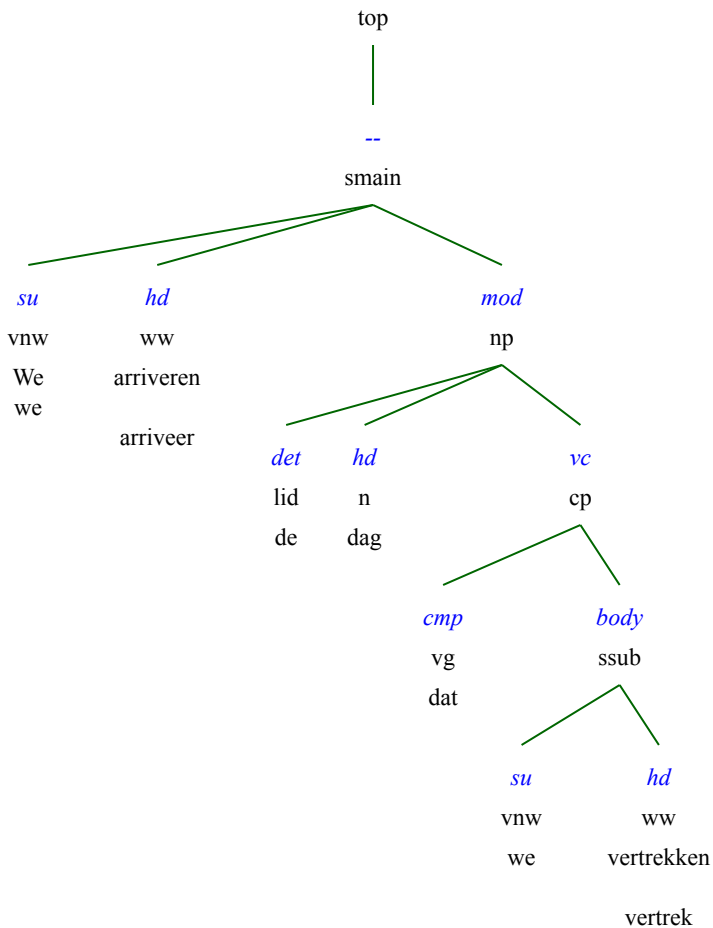 top
--
smain
su hd mod
vnw ww np
We arriveren
we
arriveer
det hd vc
lid n cp
de dag
cmp body
vg ssub
dat
su hd
vnw ww
we vertrekken
vertrek